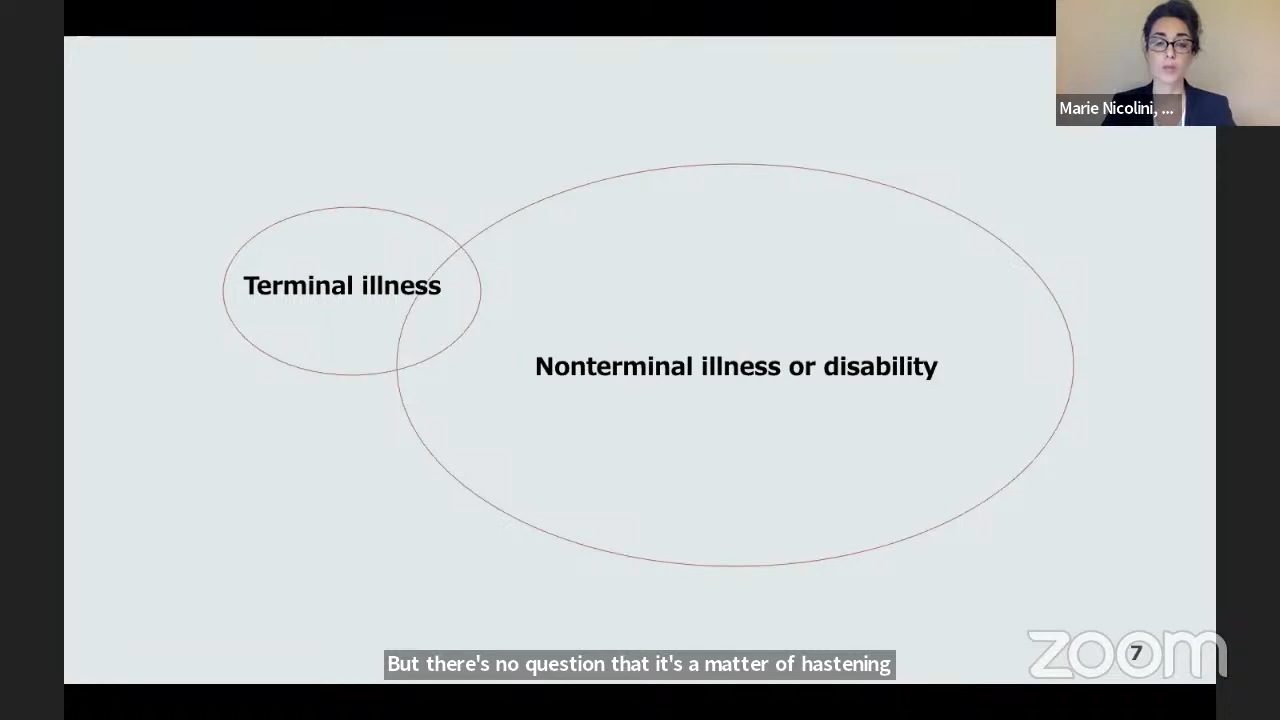 Marie Nicolini, ...
Terminal illness
Nonterminal illness or disability
But there's no question that it's a matter of hastening
zoom
7